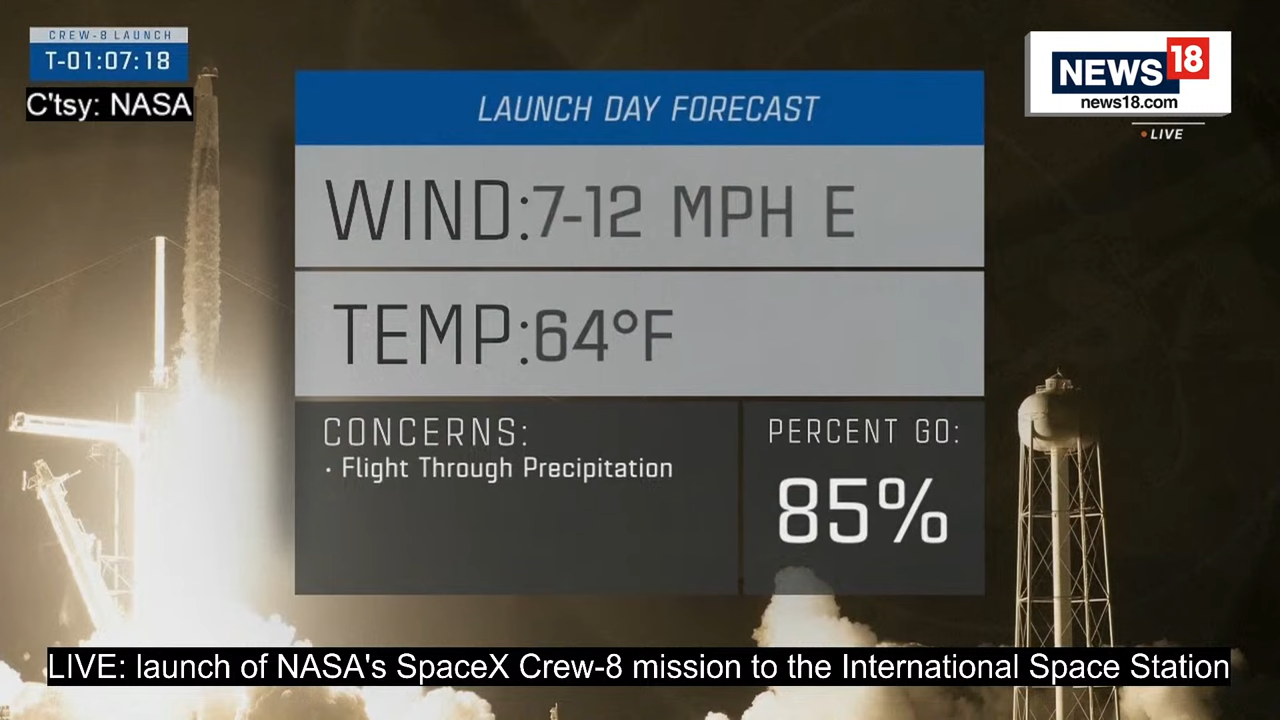 CREW-8 LAUNCH
T-01:07:18
C'tsy: NASA
NEWS 18
news18.com
LIVE
LAUNCH DAY FORECAST
WIND: 7-12 MPH E
TEMP: 64°F
CONCERNS:
· Flight Through Precipitation
PERCENT GO:
85%
LIVE: launch of NASA's SpaceX Crew-8 mission to the International Space Station